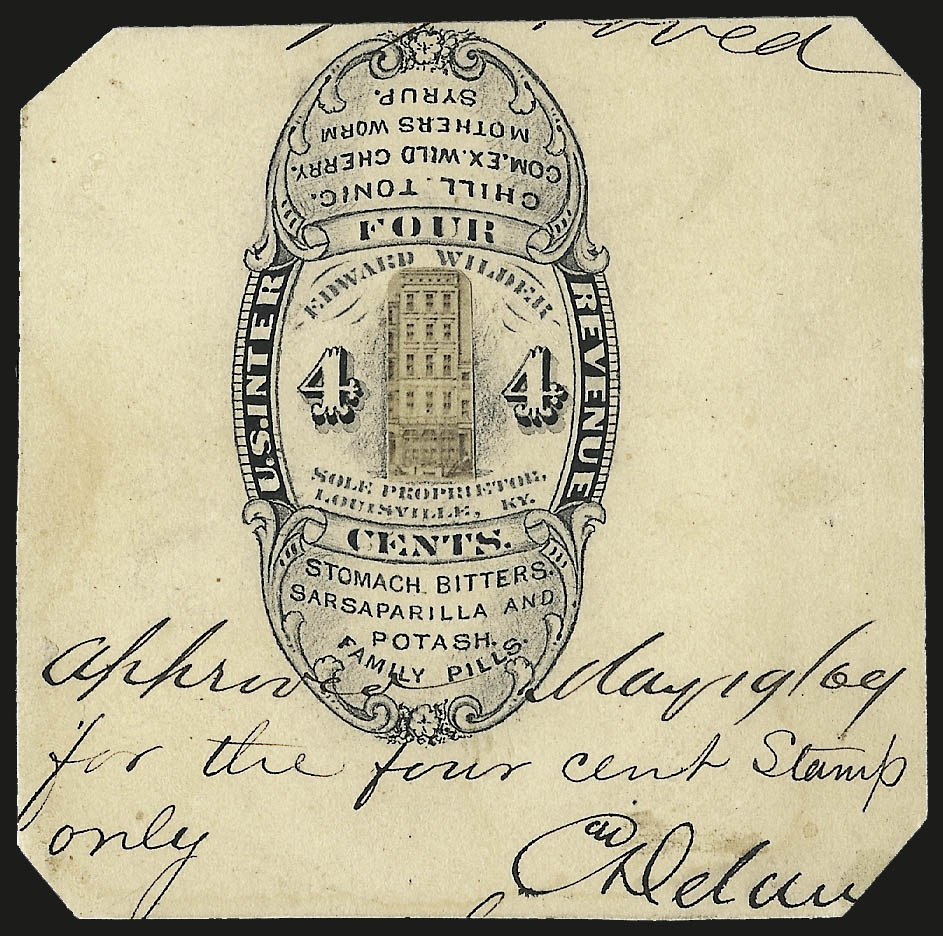 CHILL. TONIC.
COM. EX. WILD CHERRY.
MOTHERS WORM
SYRUP.
FOUR
EDWARD WILDER
U.S. INTER
REVENUE
4 4
SOLE PROPRIETOR,
LOUISVILLE, KY.
CENTS.
STOMACH. BITTERS.
SARSAPARILLA AND
POTASH.
FAMILY PILLS.
approved May 19/69
for the four cent Stamp
only